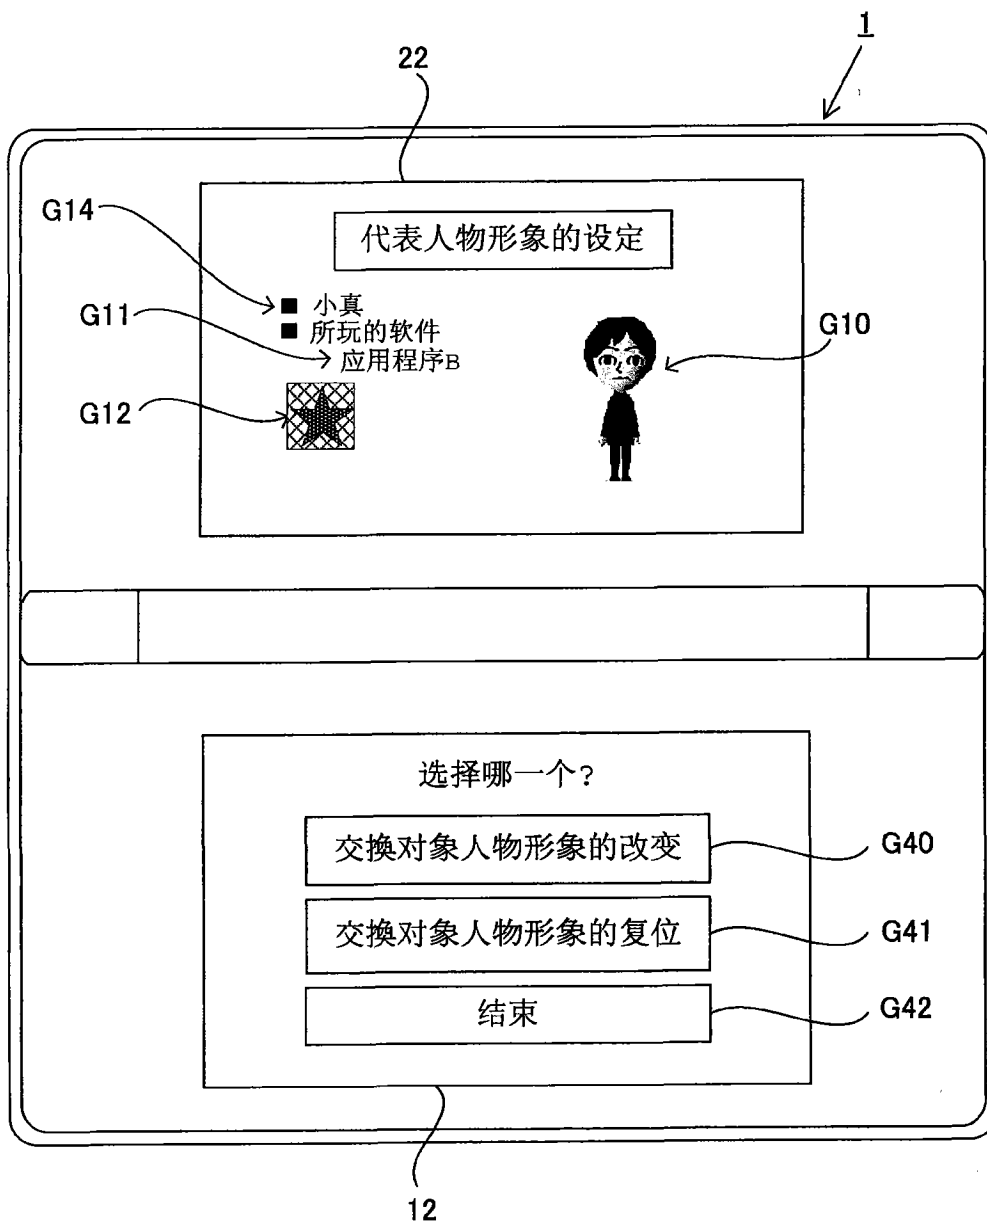 1
22
代表人物形象的设定
G14
■ 小真
G11
■ 所玩的软件
应用程序B
G10
G12
选择哪一个?
交换对象人物形象的改变
G40
交换对象人物形象的复位
G41
结束
G42
12